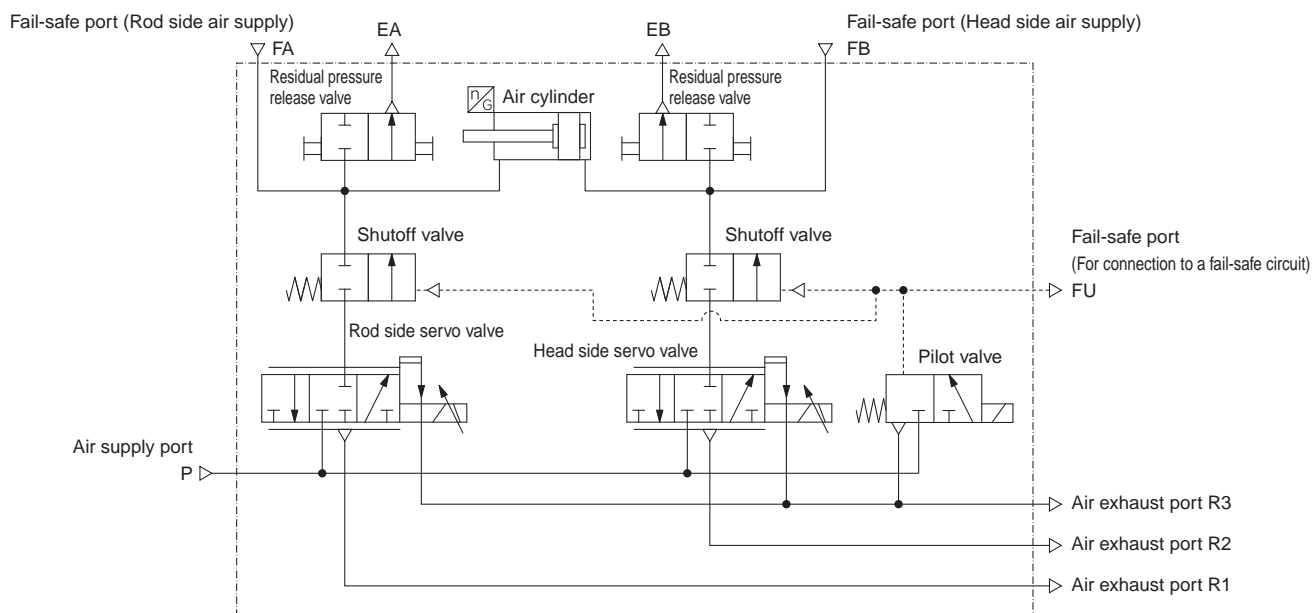 Fail-safe port (Rod side air supply)
FA
EA
EB
Fail-safe port (Head side air supply)
FB
Residual pressure
release valve
n/G
Air cylinder
Residual pressure
release valve
Shutoff valve
Shutoff valve
Fail-safe port
(For connection to a fail-safe circuit)
FU
Rod side servo valve
Head side servo valve
Pilot valve
Air supply port
P
Air exhaust port R3
Air exhaust port R2
Air exhaust port R1